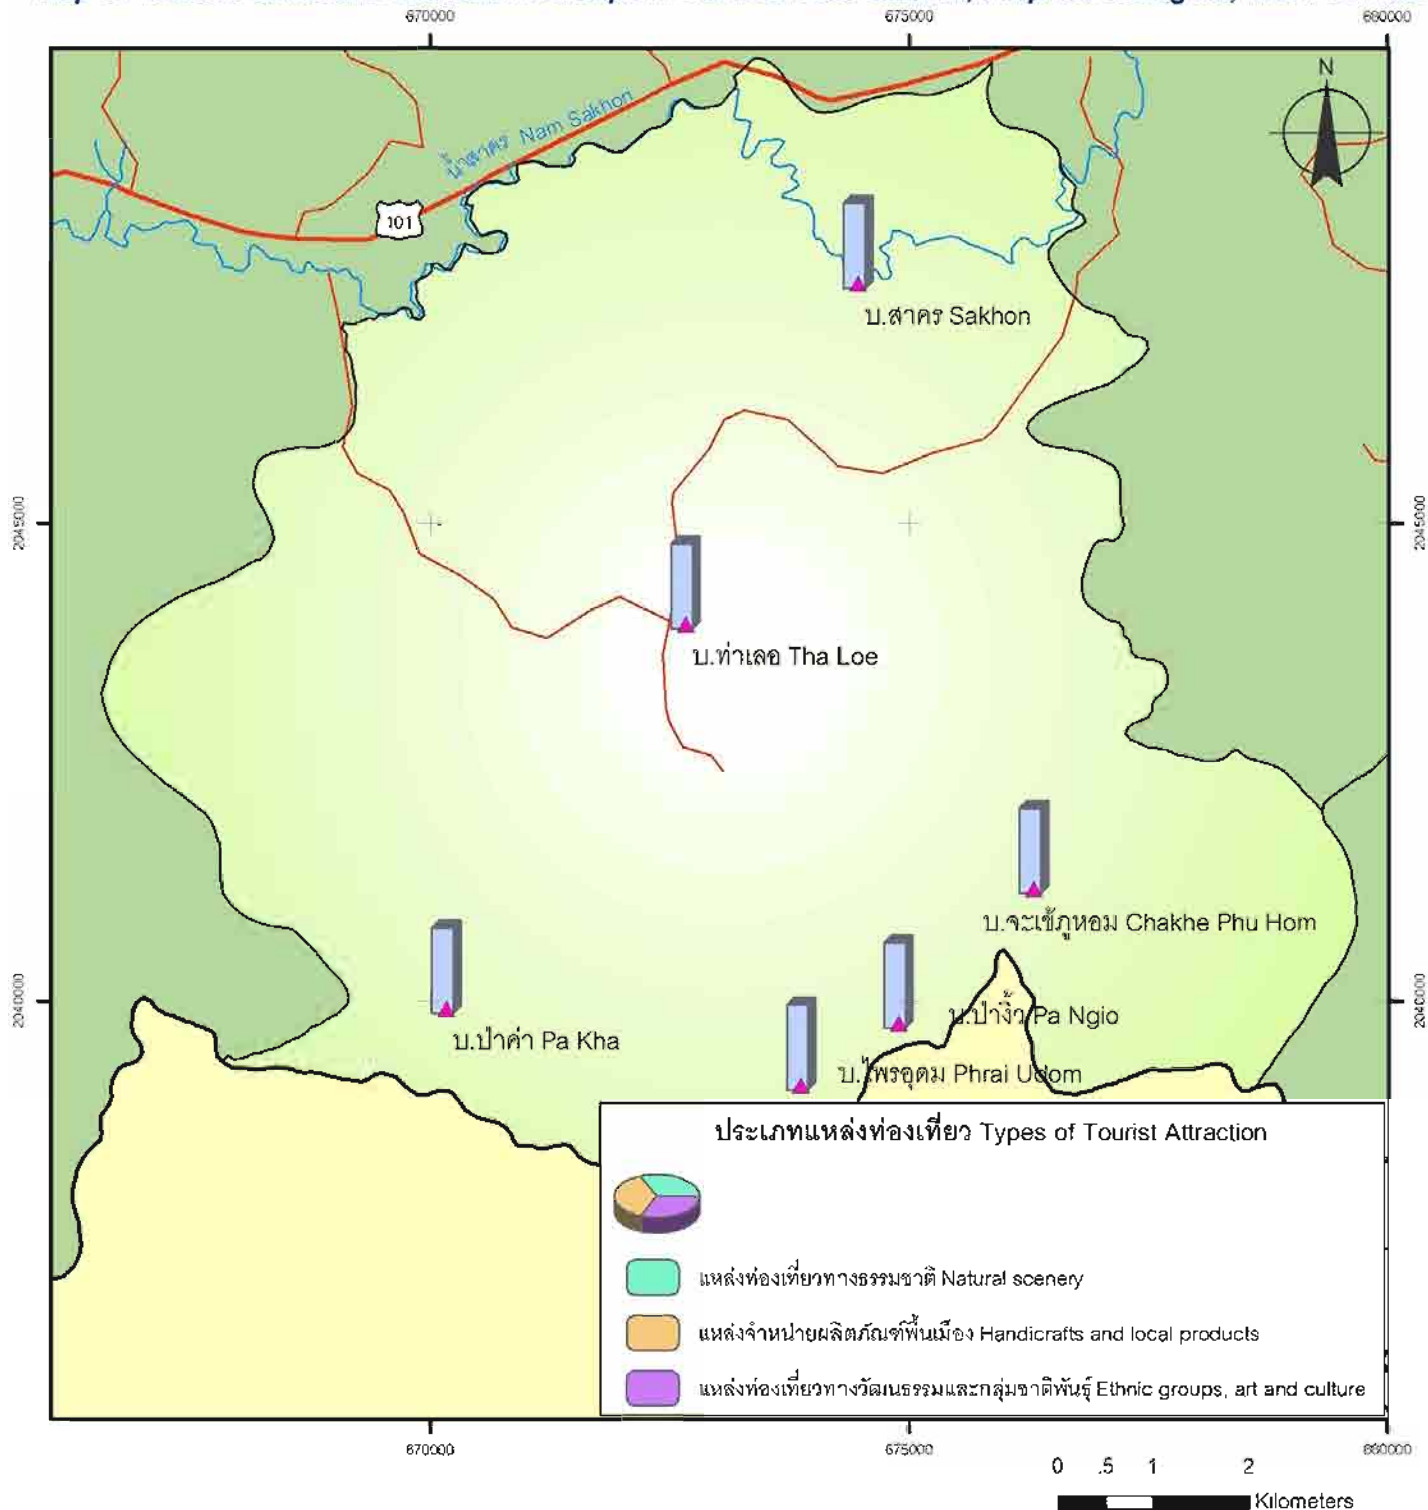 670000 675000 680000
N
น้ำสาคร Nam Sakhon
101
บ.สาคร Sakhon
2045000 2045000
บ.ท่าเลอ Tha Loe
บ.จะเข้ภูหอม Chakhe Phu Hom
2040000 2040000
บ.ป่างิ้ว Pa Ngio
บ.ป่าค่า Pa Kha
บ.ไพรอุดม Phrai Udom
ประเภทแหล่งท่องเที่ยว Types of Tourist Attraction
แหล่งท่องเที่ยวทางธรรมชาติ Natural scenery
แหล่งจำหน่ายผลิตภัณฑ์พื้นเมือง Handicrafts and local products
แหล่งท่องเที่ยวทางวัฒนธรรมและกลุ่มชาติพันธุ์ Ethnic groups, art and culture
670000 675000 680000
0 .5 1 2
Kilometers